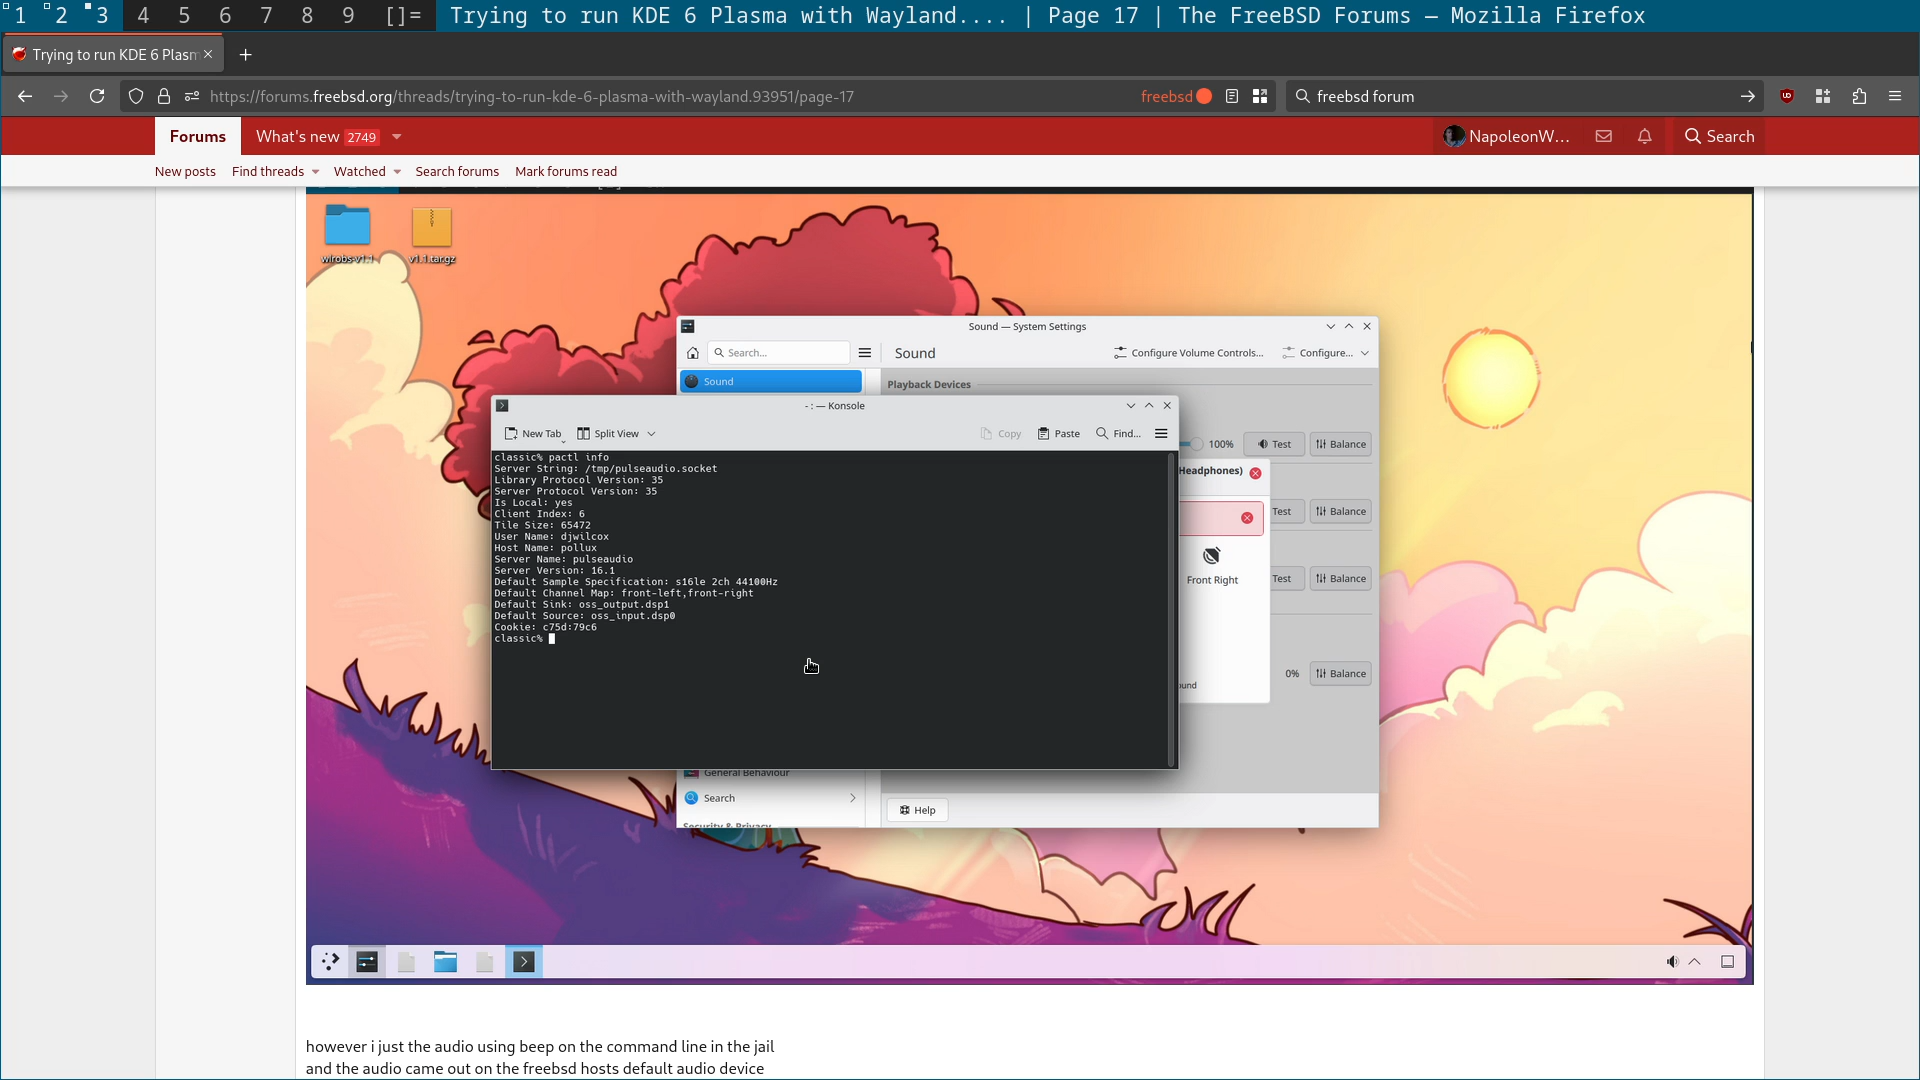 1 2 3 4 5 6 7 8 9 []= Trying to run KDE 6 Plasma with Wayland.... | Page 17 | The FreeBSD Forums — Mozilla Firefox
Trying to run KDE 6 Plasm
https://forums.freebsd.org/threads/trying-to-run-kde-6-plasma-with-wayland.93951/page-17
freebsd
freebsd forum
Forums
What's new 2749
NapoleonW...
Search
New posts
Find threads
Watched
Search forums
Mark forums read
v1.1.targz
Sound — System Settings
Search...
Sound
Configure Volume Controls...
Configure...
Sound
Playback Devices
- : — Konsole
New Tab
Split View
Copy
Paste
Find...
100%
Test
Balance
classic% pactl info
Server String: /tmp/pulseaudio.socket
Library Protocol Version: 35
Server Protocol Version: 35
Is Local: yes
Client Index: 6
Tile Size: 65472
User Name: djwilcox
Host Name: pollux
Server Name: pulseaudio
Server Version: 16.1
Default Sample Specification: s16le 2ch 44100Hz
Default Channel Map: front-left,front-right
Default Sink: oss_output.dsp1
Default Source: oss_input.dsp0
Cookie: c75d:79c6
classic%
Headphones)
Test
Balance
Front Right
Test
Balance
0%
Balance
ound
General Behaviour
Search
Security & Privacy
Help
however i just the audio using beep on the command line in the jail
and the audio came out on the freebsd hosts default audio device